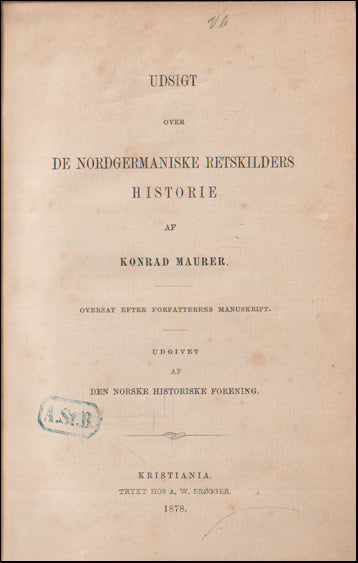 UDSIGT
OVER
DE NORDGERMANISKE RETSKILDERS
HISTORIE
AF
KONRAD MAURER.
OVERSAT EFTER FORFATTERENS MANUSKRIPT.
UDGIVET
AF
DEN NORSKE HISTORISKE FORENING.
A.St.B.
KRISTIANIA.
TRYKT HOS A. W. BRØGGER.
1878.